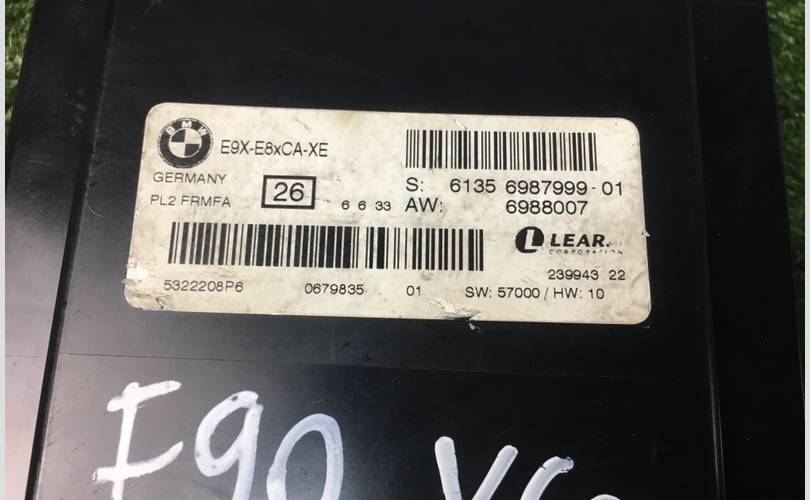 BMW
E9X-E8xCA-XE
GERMANY
26
PL2 FRMFA
6 6 33
S: 6135 6987999-01
AW: 6988007
LEAR.
CORPORATION
239943 22
5322208P6 0679835 01 SW: 57000 / HW: 10
E90